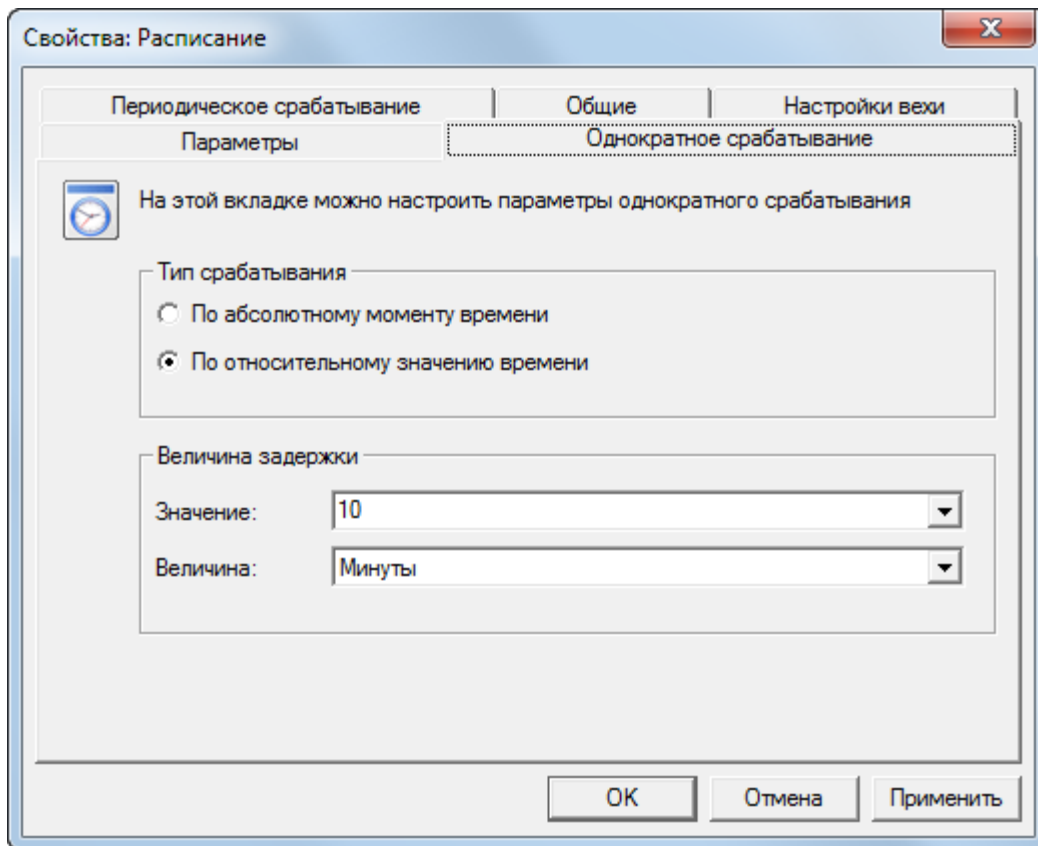 Свойства: Расписание
Периодическое срабатывание
Общие
Настройки вехи
Параметры
Однократное срабатывание
На этой вкладке можно настроить параметры однократного срабатывания
Тип срабатывания
По абсолютному моменту времени
По относительному значению времени
Величина задержки
Значение: 10
Величина: Минуты
OK
Отмена
Применить